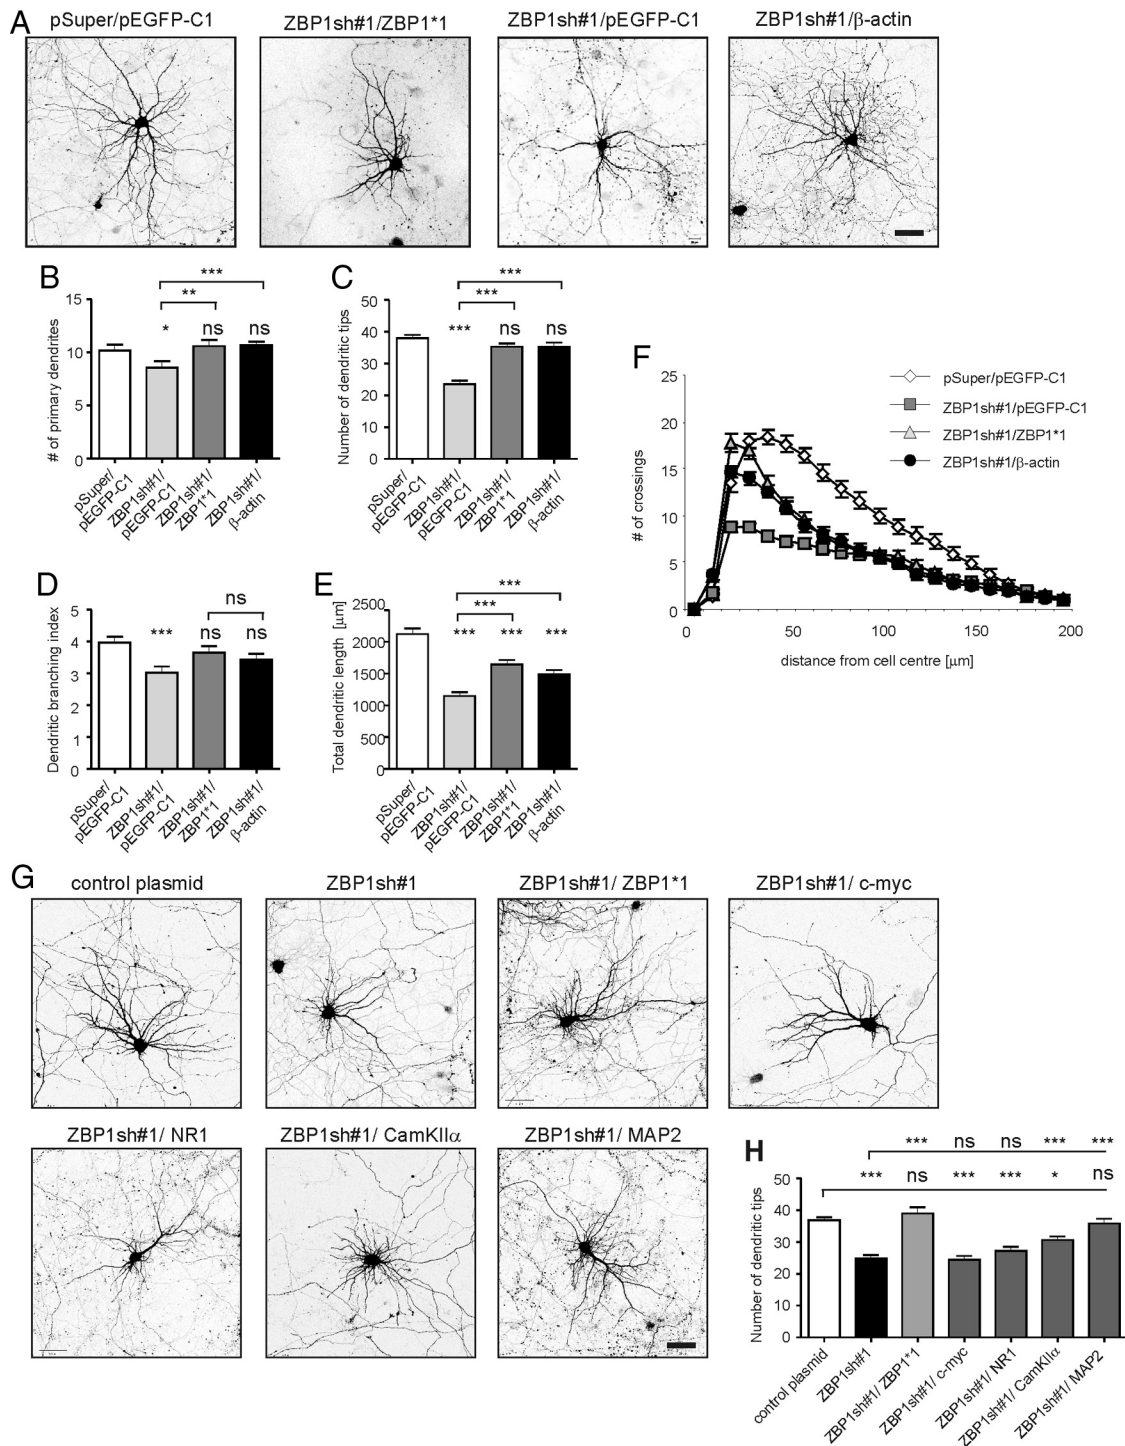 A
pSuper/pEGFP-C1
ZBP1sh#1/ZBP1*1
ZBP1sh#1/pEGFP-C1
ZBP1sh#1/β-actin
B
***
**
*
ns
ns
# of primary dendrites
15
10
5
0
pSuper/
pEGFP-C1
ZBP1sh#1/
pEGFP-C1
ZBP1sh#1/
ZBP1*1
ZBP1sh#1/
β-actin
C
***
***
***
ns
ns
Number of dendritic tips
50
40
30
20
10
0
pSuper/
pEGFP-C1
ZBP1sh#1/
pEGFP-C1
ZBP1sh#1/
ZBP1*1
ZBP1sh#1/
β-actin
D
ns
***
ns
ns
Dendritic branching index
5
4
3
2
1
0
pSuper/
pEGFP-C1
ZBP1sh#1/
pEGFP-C1
ZBP1sh#1/
ZBP1*1
ZBP1sh#1/
β-actin
E
***
***
***
***
***
Total dendritic length [µm]
2500
2000
1500
1000
500
0
pSuper/
pEGFP-C1
ZBP1sh#1/
pEGFP-C1
ZBP1sh#1/
ZBP1*1
ZBP1sh#1/
β-actin
F
pSuper/pEGFP-C1
ZBP1sh#1/pEGFP-C1
ZBP1sh#1/ZBP1*1
ZBP1sh#1/β-actin
# of crossings
25
20
15
10
5
0
0
50
100
150
200
distance from cell centre [µm]
G
control plasmid
ZBP1sh#1
ZBP1sh#1/ ZBP1*1
ZBP1sh#1/ c-myc
ZBP1sh#1/ NR1
ZBP1sh#1/ CamKIIα
ZBP1sh#1/ MAP2
H
*** ns ns *** ***
*** ns *** *** * ns
Number of dendritic tips
50
40
30
20
10
0
control plasmid
ZBP1sh#1
ZBP1sh#1/ ZBP1*1
ZBP1sh#1/ c-myc
ZBP1sh#1/ NR1
ZBP1sh#1/ CamKIIα
ZBP1sh#1/ MAP2